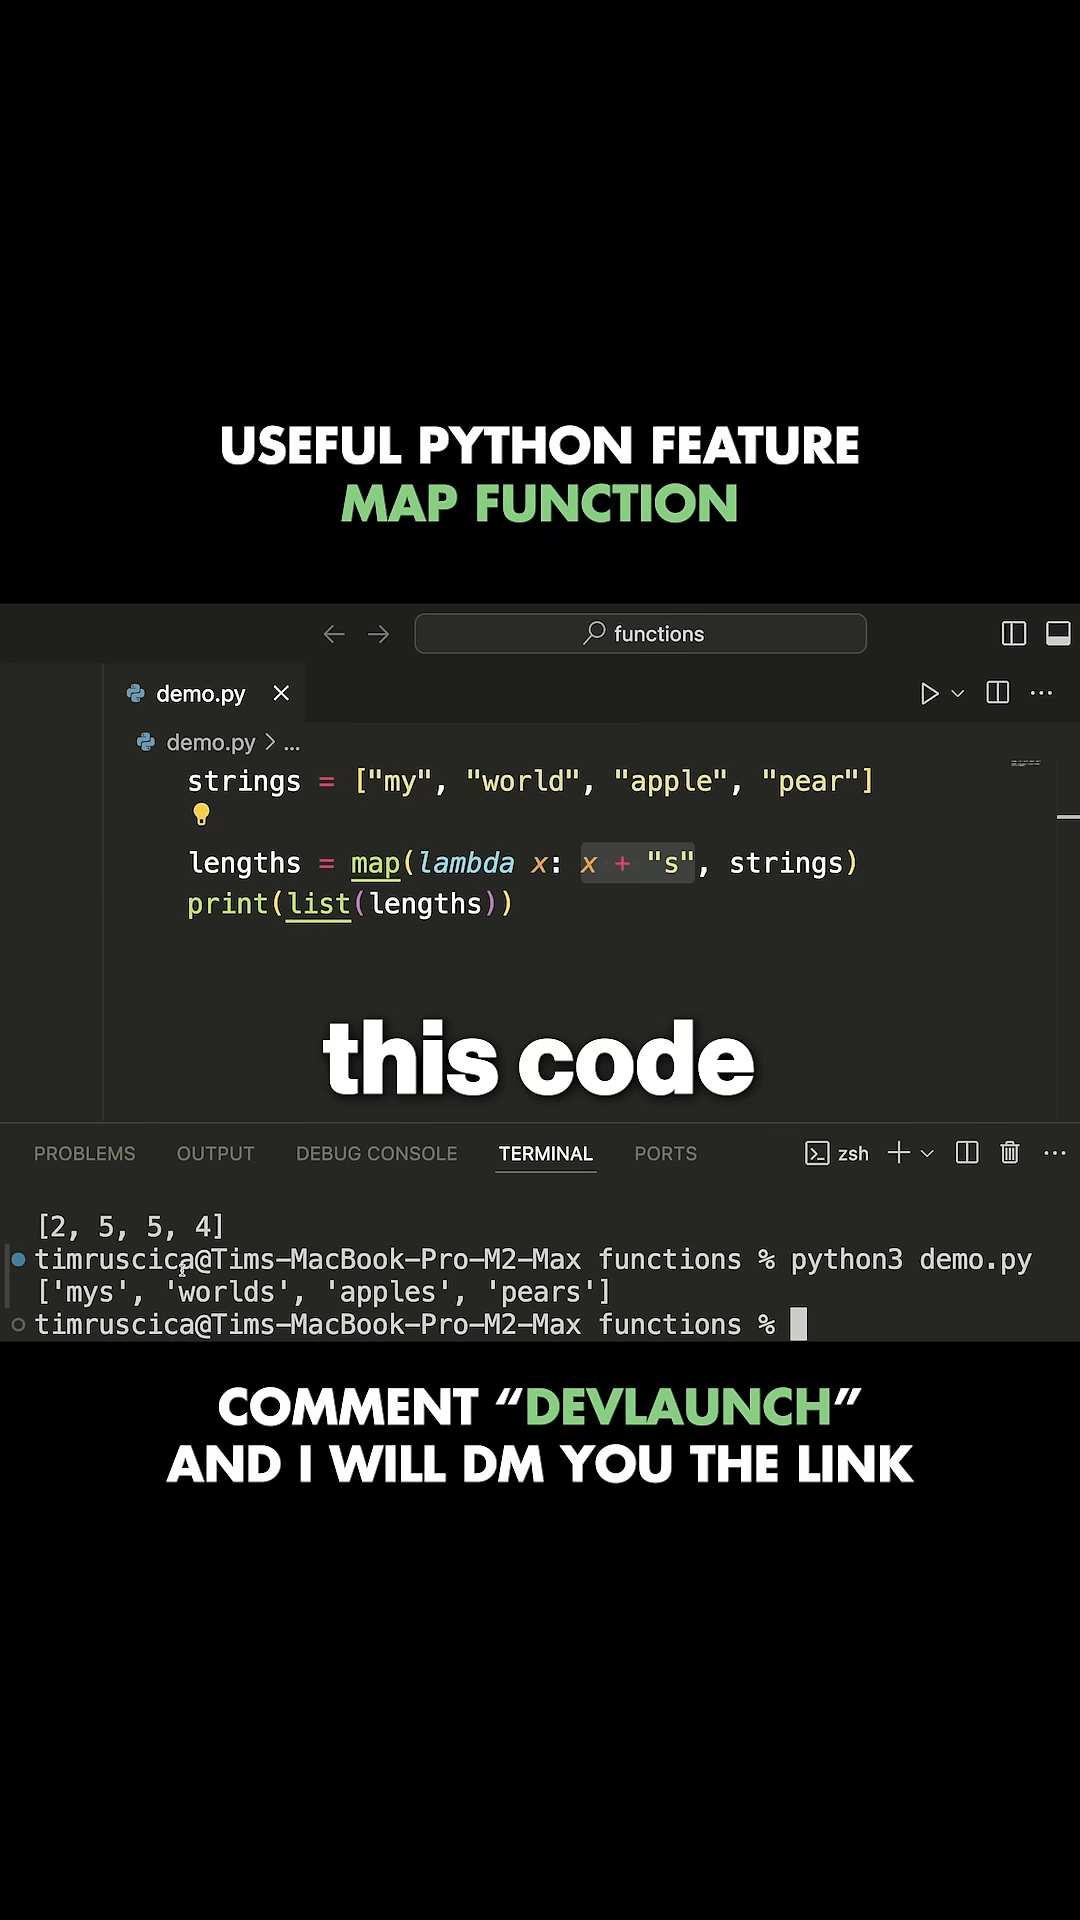 USEFUL PYTHON FEATURE
MAP FUNCTION
functions
demo.py
demo.py > ...
strings = ["my", "world", "apple", "pear"]
lengths = map(lambda x: x + "s", strings)
print(list(lengths))
this code
PROBLEMS OUTPUT DEBUG CONSOLE TERMINAL PORTS zsh
[2, 5, 5, 4]
timruscica@Tims-MacBook-Pro-M2-Max functions % python3 demo.py
['mys', 'worlds', 'apples', 'pears']
timruscica@Tims-MacBook-Pro-M2-Max functions %
COMMENT “DEVLAUNCH”
AND I WILL DM YOU THE LINK